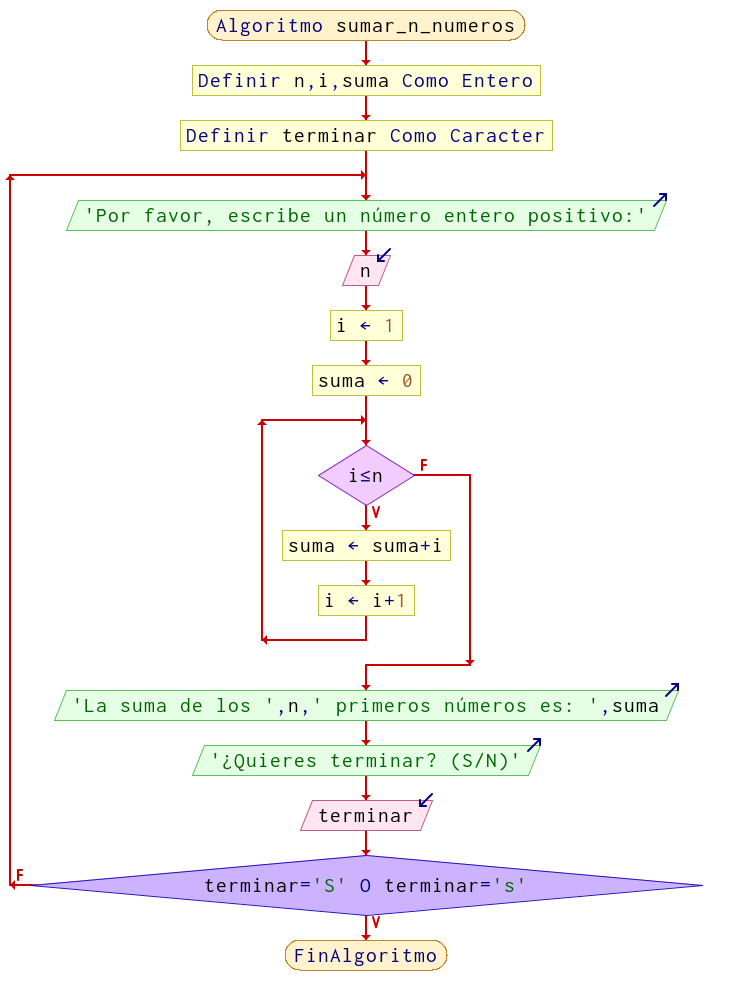 Algoritmo sumar_n_numeros
Definir n,i,suma Como Entero
Definir terminar Como Caracter
'Por favor, escribe un número entero positivo:'
n
i ← 1
suma ← 0
i≤n
F
V
suma ← suma+i
i ← i+1
'La suma de los ',n,' primeros números es: ',suma
'¿Quieres terminar? (S/N)'
terminar
F
terminar='S' O terminar='s'
V
FinAlgoritmo